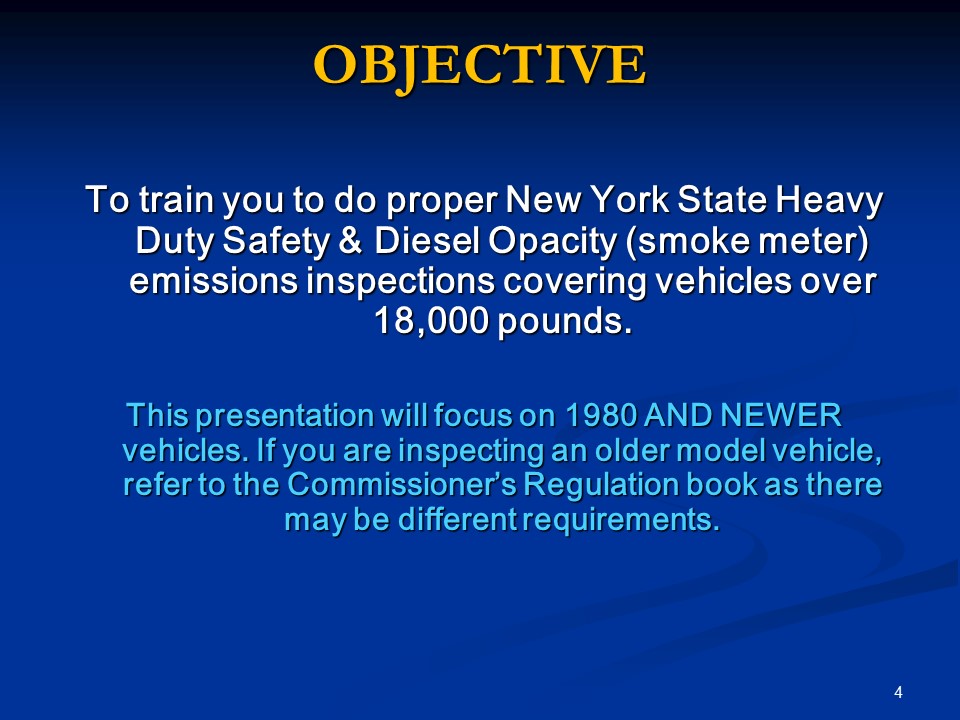 OBJECTIVE
To train you to do proper New York State Heavy
Duty Safety & Diesel Opacity (smoke meter)
emissions inspections covering vehicles over
18,000 pounds.
This presentation will focus on 1980 AND NEWER
vehicles. If you are inspecting an older model vehicle,
refer to the Commissioner’s Regulation book as there
may be different requirements.
4